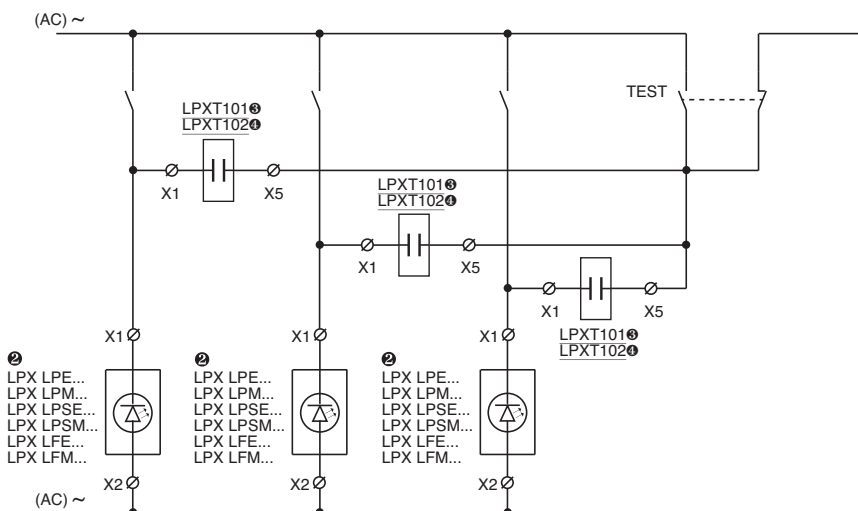 (AC) ~
TEST
LPXT101❸
LPXT102❹
X1 X5
LPXT101❸
LPXT102❹
X1 X5
X1 X5
LPXT101❸
LPXT102❹
X1 X1 X1
❷ ❷ ❷
LPX LPE... LPX LPE... LPX LPE...
LPX LPM... LPX LPM... LPX LPM...
LPX LPSE... LPX LPSE... LPX LPSE...
LPX LPSM... LPX LPSM... LPX LPSM...
LPX LFE... LPX LFE... LPX LFE...
LPX LFM... LPX LFM... LPX LFM...
X2 X2 X2
(AC) ~